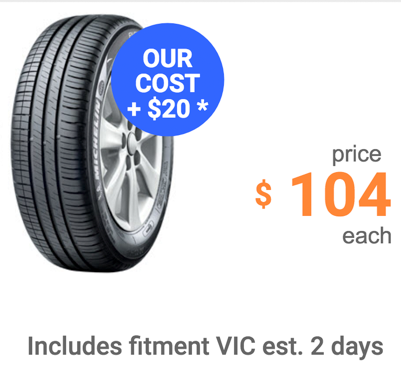 OUR
COST
+ $20 *
MICHELIN
price
$ 104
each
Includes fitment VIC est. 2 days